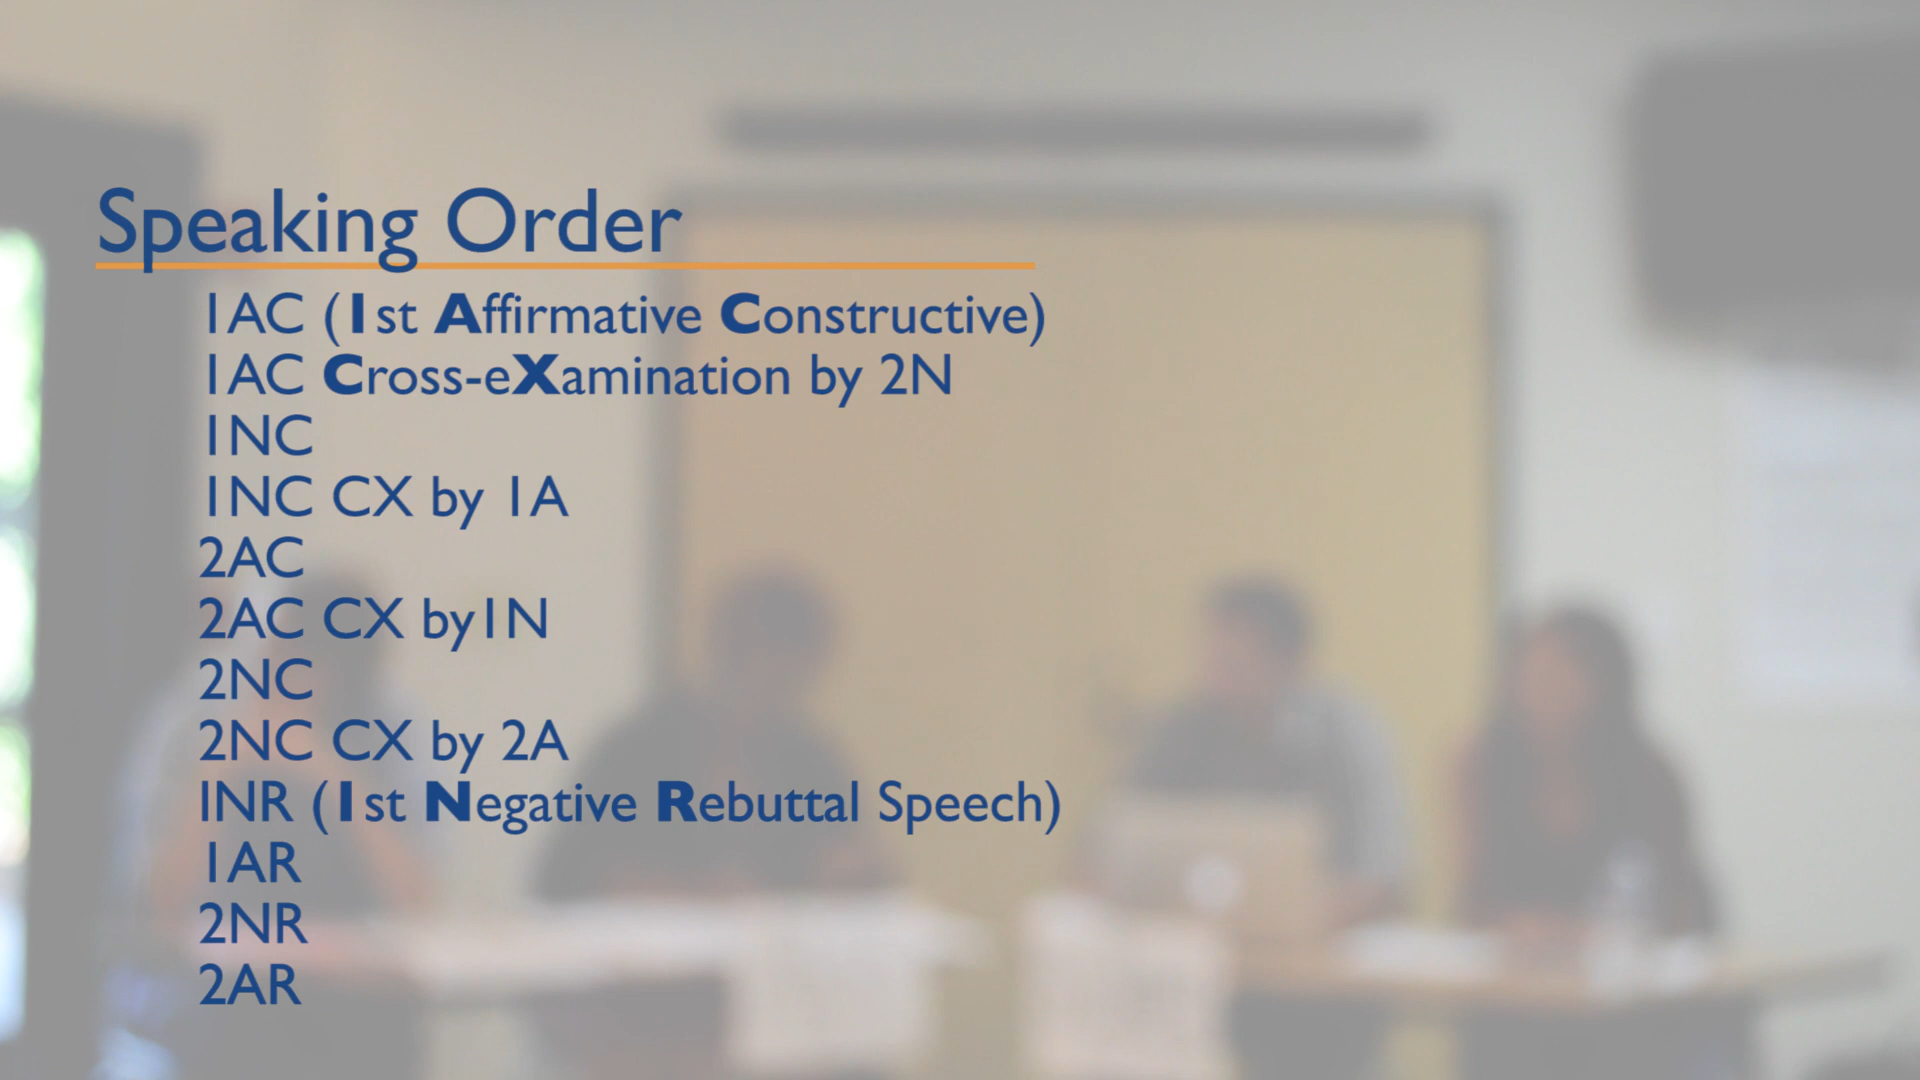 Speaking Order
1AC (1st Affirmative Constructive)
1AC Cross-eXamination by 2N
1NC
1NC CX by 1A
2AC
2AC CX by1N
2NC
2NC CX by 2A
INR (1st Negative Rebuttal Speech)
1AR
2NR
2AR